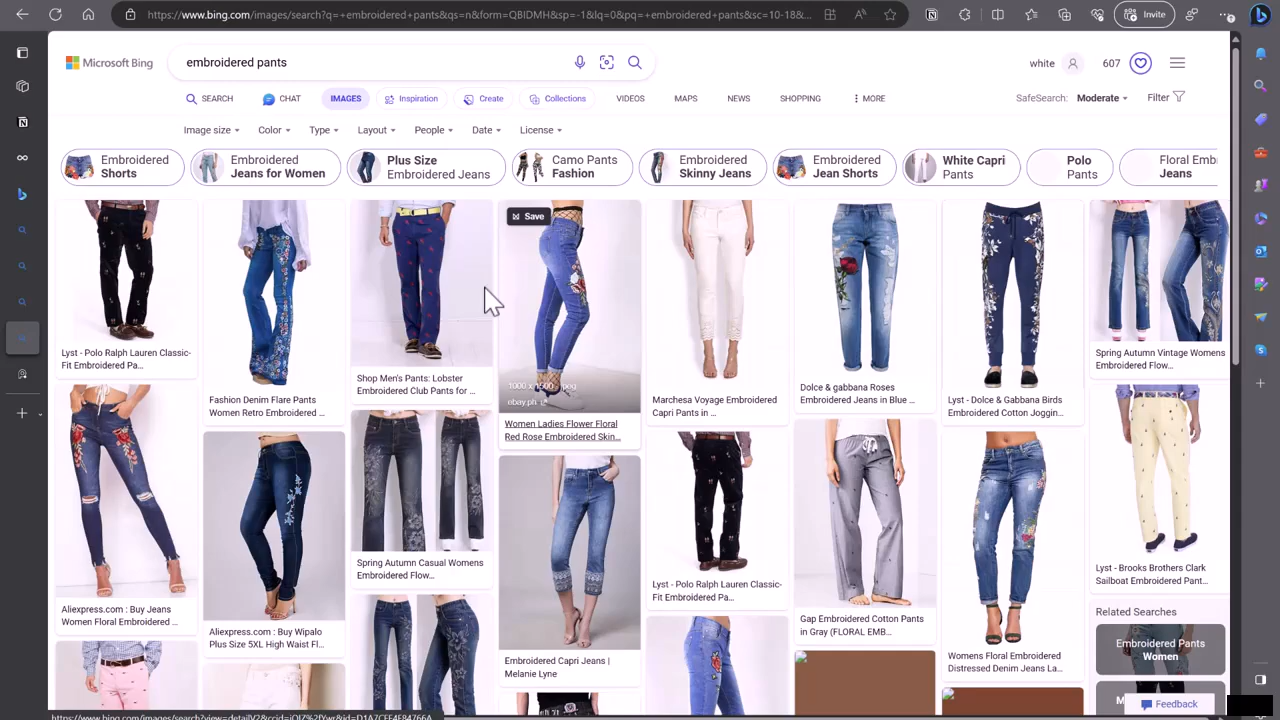 https://www.bing.com/images/search?q=embroidered+pants&qs=n&form=QBIDMH&sp=-1&lq=0&pq=+embroidered+pants&sc=10-18&...
Invite
Microsoft Bing
embroidered pants
white
607
SEARCH
CHAT
IMAGES
Inspiration
Create
Collections
VIDEOS
MAPS
NEWS
SHOPPING
MORE
SafeSearch:
Moderate
Filter
Image size
Color
Type
Layout
People
Date
License
Embroidered
Shorts
Embroidered
Jeans for Women
Plus Size
Embroidered Jeans
Camo Pants
Fashion
Embroidered
Skinny Jeans
Embroidered
Jean Shorts
White Capri
Pants
Polo
Pants
Floral Emb
Jeans
Save
Lyst - Polo Ralph Lauren Classic-
Fit Embroidered Pa...
Fashion Denim Flare Pants
Women Retro Embroidered ...
Shop Men's Pants: Lobster
Embroidered Club Pants for ...
1000 x 1500 · jpeg
ebay.ph
Women Ladies Flower Floral
Red Rose Embroidered Skin...
Marchesa Voyage Embroidered
Capri Pants in ...
Dolce & gabbana Roses
Embroidered Jeans in Blue ...
Lyst - Dolce & Gabbana Birds
Embroidered Cotton Joggin...
Spring Autumn Vintage Womens
Embroidered Flow...
Aliexpress.com : Buy Jeans
Women Floral Embroidered ...
Aliexpress.com : Buy Wipalo
Plus Size 5XL High Waist Fl...
Spring Autumn Casual Womens
Embroidered Flow...
Embroidered Capri Jeans |
Melanie Lyne
Lyst - Polo Ralph Lauren Classic-
Fit Embroidered Pa...
Gap Embroidered Cotton Pants
in Gray (FLORAL EMB...
Womens Floral Embroidered
Distressed Denim Jeans La...
Lyst - Brooks Brothers Clark
Sailboat Embroidered Pant...
Related Searches
Embroidered Pants
Women
Feedback